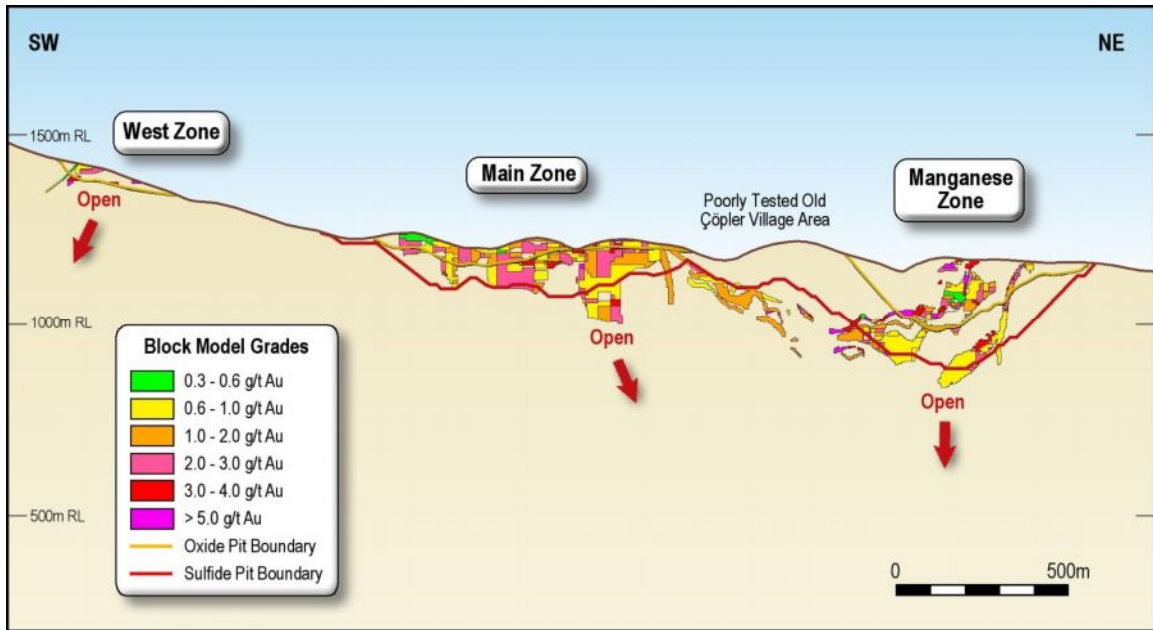 SW
NE
1500m RL
West Zone
Main Zone
Poorly Tested Old
Çöpler Village Area
Manganese
Zone
Open
1000m RL
Open
Open
Block Model Grades
0.3 - 0.6 g/t Au
0.6 - 1.0 g/t Au
1.0 - 2.0 g/t Au
2.0 - 3.0 g/t Au
3.0 - 4.0 g/t Au
> 5.0 g/t Au
Oxide Pit Boundary
Sulfide Pit Boundary
500m RL
0 500m